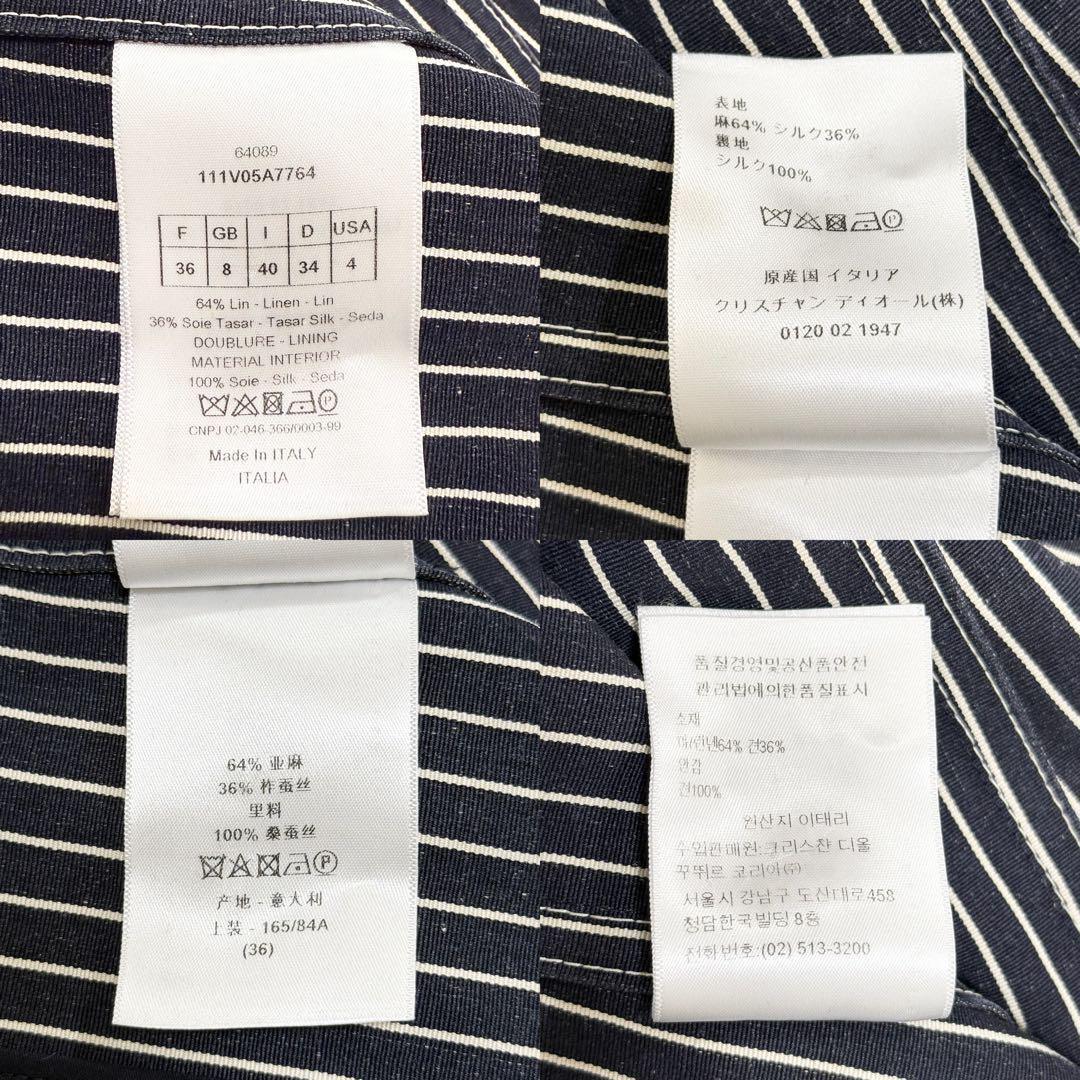 64089
111V05A7764
F GB I D USA
36 8 40 34 4
64% Lin - Linen - Lin
36% Soie Tasar - Tasar Silk - Seda
DOUBLURE - LINING
MATERIAL INTERIOR
100% Soie - Silk - Seda
CNPJ 02-046-366/0003-99
Made In ITALY
ITALIA
表地
麻64% シルク36%
裏地
シルク100%
原産国 イタリア
クリスチャン ディオール(株)
0120 02 1947
64% 亚麻
36% 柞蚕丝
里料
100% 桑蚕丝
产地 - 意大利
上装 - 165/84A
(36)
품질경영및공산품안전
관리법에의한품질표시
소재
마/린넨64% 견36%
안감
견100%
원산지 이태리
수입판매원:크리스챤 디올
꾸뛰르 코리아(주)
서울시 강남구 도산대로458
청담한국빌딩 8층
전화번호:(02) 513-3200